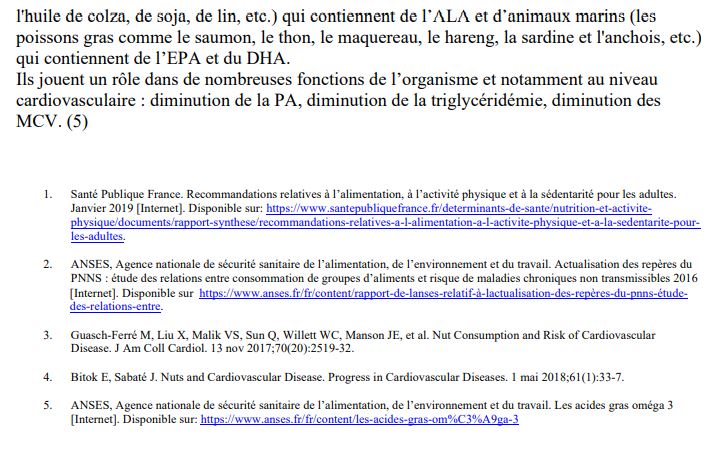 l'huile de colza, de soja, de lin, etc.) qui contiennent de l’ALA et d’animaux marins (les
poissons gras comme le saumon, le thon, le maquereau, le hareng, la sardine et l'anchois, etc.)
qui contiennent de l’EPA et du DHA.
Ils jouent un rôle dans de nombreuses fonctions de l’organisme et notamment au niveau
cardiovasculaire : diminution de la PA, diminution de la triglycéridémie, diminution des
MCV. (5)
1. Santé Publique France. Recommandations relatives à l’alimentation, à l’activité physique et à la sédentarité pour les adultes.
Janvier 2019 [Internet]. Disponible sur: https://www.santepubliquefrance.fr/determinants-de-sante/nutrition-et-activite-
physique/documents/rapport-synthese/recommandations-relatives-a-l-alimentation-a-l-activite-physique-et-a-la-sedentarite-pour-
les-adultes.
2. ANSES, Agence nationale de sécurité sanitaire de l’alimentation, de l’environnement et du travail. Actualisation des repères du
PNNS : étude des relations entre consommation de groupes d’aliments et risque de maladies chroniques non transmissibles 2016
[Internet]. Disponible sur https://www.anses.fr/fr/content/rapport-de-lanses-relatif-à-lactualisation-des-repères-du-pnns-étude-
des-relations-entre.
3. Guasch-Ferré M, Liu X, Malik VS, Sun Q, Willett WC, Manson JE, et al. Nut Consumption and Risk of Cardiovascular
Disease. J Am Coll Cardiol. 13 nov 2017;70(20):2519-32.
4. Bitok E, Sabaté J. Nuts and Cardiovascular Disease. Progress in Cardiovascular Diseases. 1 mai 2018;61(1):33-7.
5. ANSES, Agence nationale de sécurité sanitaire de l’alimentation, de l’environnement et du travail. Les acides gras oméga 3
[Internet]. Disponible sur: https://www.anses.fr/fr/content/les-acides-gras-om%C3%A9ga-3